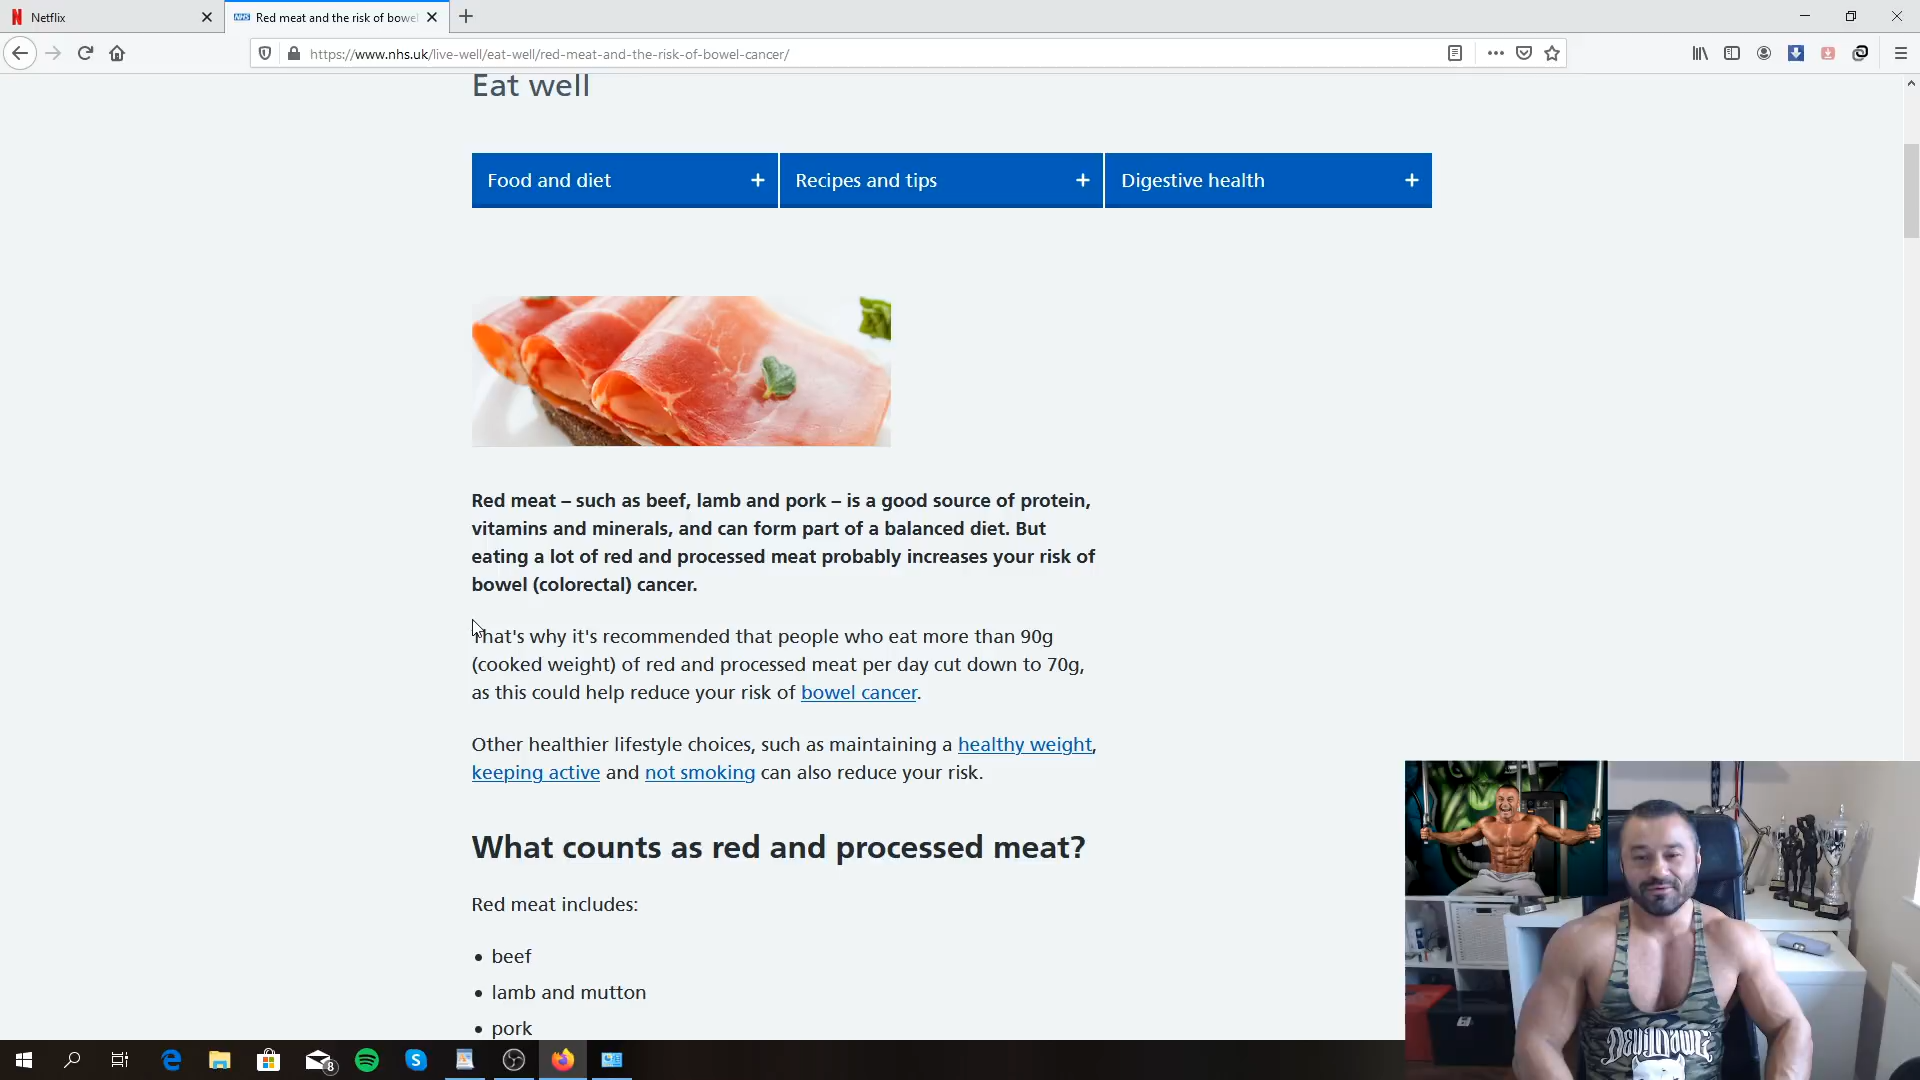 Netflix
NHS Red meat and the risk of bowel
https://www.nhs.uk/live-well/eat-well/red-meat-and-the-risk-of-bowel-cancer/
Eat well
Food and diet
Recipes and tips
Digestive health
Red meat – such as beef, lamb and pork – is a good source of protein,
vitamins and minerals, and can form part of a balanced diet. But
eating a lot of red and processed meat probably increases your risk of
bowel (colorectal) cancer.
That's why it's recommended that people who eat more than 90g
(cooked weight) of red and processed meat per day cut down to 70g,
as this could help reduce your risk of bowel cancer.
Other healthier lifestyle choices, such as maintaining a healthy weight,
keeping active and not smoking can also reduce your risk.
What counts as red and processed meat?
Red meat includes:
• beef
• lamb and mutton
• pork
8